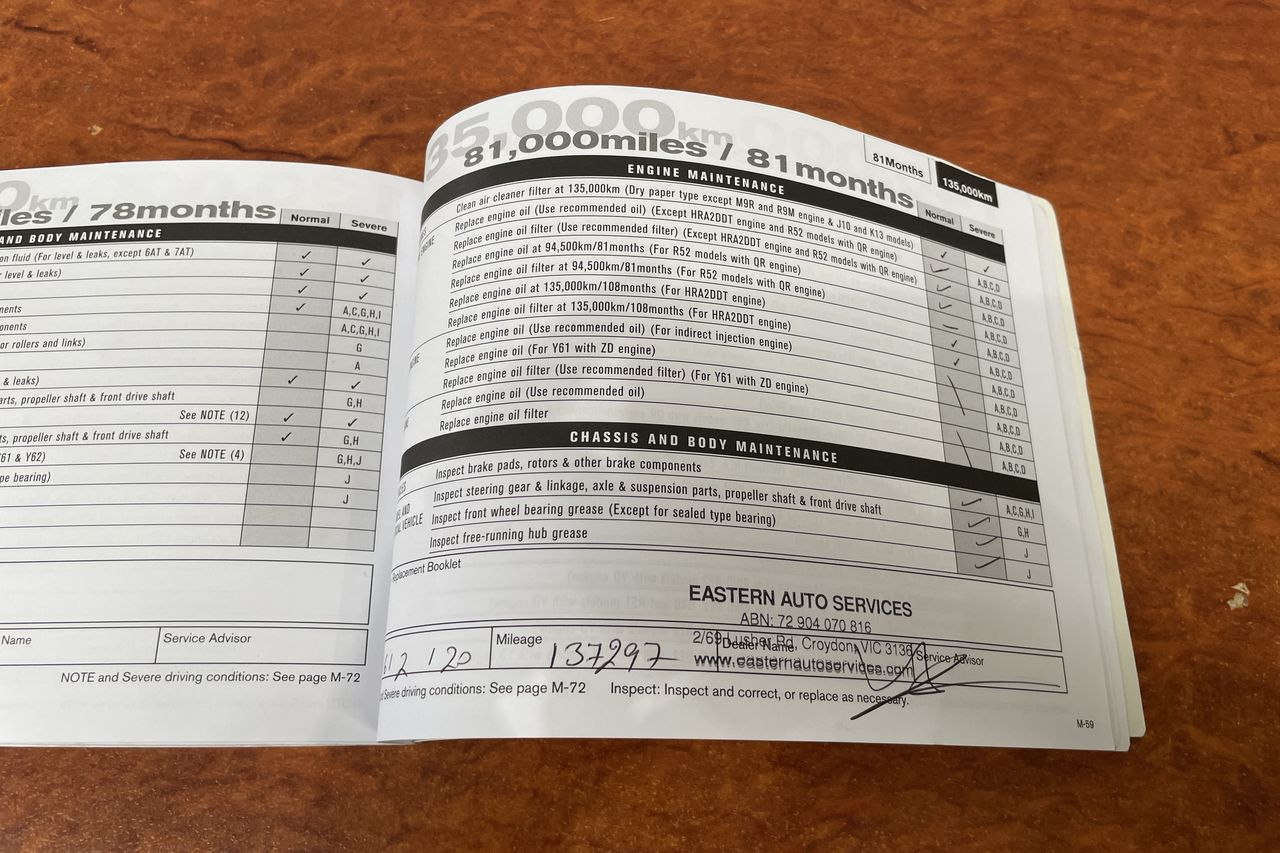 km
/ 78months
Normal
Severe
AND BODY MAINTENANCE
fluid (For level & leaks, except 6AT & 7AT) ✓ ✓
level & leaks) ✓ ✓
✓ ✓
✓ A,C,G,H,I
A,C,G,H,I
or rollers and links) G
A
& leaks) ✓ ✓
propeller shaft & front drive shaft G,H
See NOTE (12) ✓ ✓
propeller shaft & front drive shaft ✓ G,H
& Y62) See NOTE (4) G,H,J
bearing) J
J
Name
Service Advisor
NOTE and Severe driving conditions: See page M-72
35,000km
81,000miles / 81months
81Months
135,000km
ENGINE MAINTENANCE
Normal
Severe
Clean air cleaner filter at 135,000km (Dry paper type except M9R and R9M engine & J10 and K13 models) ✓ ✓
Replace engine oil (Use recommended oil) (Except HRA2DDT engine and R52 models with QR engine) ✓ A,B,C,D
Replace engine oil filter (Use recommended filter) (Except HRA2DDT engine and R52 models with QR engine) ✓ A,B,C,D
Replace engine oil at 94,500km/81months (For R52 models with QR engine) ✓ A,B,C,D
Replace engine oil filter at 94,500km/81months (For R52 models with QR engine) A,B,C,D
Replace engine oil at 135,000km/108months (For HRA2DDT engine) ✓ A,B,C,D
Replace engine oil filter at 135,000km/108months (For HRA2DDT engine) ✓ A,B,C,D
Replace engine oil (Use recommended oil) (For indirect injection engine) A,B,C,D
Replace engine oil (For Y61 with ZD engine) A,B,C,D
Replace engine oil filter (Use recommended filter) (For Y61 with ZD engine) A,B,C,D
Replace engine oil (Use recommended oil) A,B,C,D
Replace engine oil filter A,B,C,D
CHASSIS AND BODY MAINTENANCE
Inspect brake pads, rotors & other brake components ✓ A,C,G,H,I
Inspect steering gear & linkage, axle & suspension parts, propeller shaft & front drive shaft ✓ G,H
Inspect front wheel bearing grease (Except for sealed type bearing) ✓ J
Inspect free-running hub grease ✓ J
Replacement Booklet
EASTERN AUTO SERVICES
ABN: 72 904 070 816
2/69 Lusher Rd, Croydon, VIC 3136
www.easternautoservices.com
12 / 20
Mileage
137297
Dealer Name
Service Advisor
Severe driving conditions: See page M-72
Inspect: Inspect and correct, or replace as necessary.
M-59